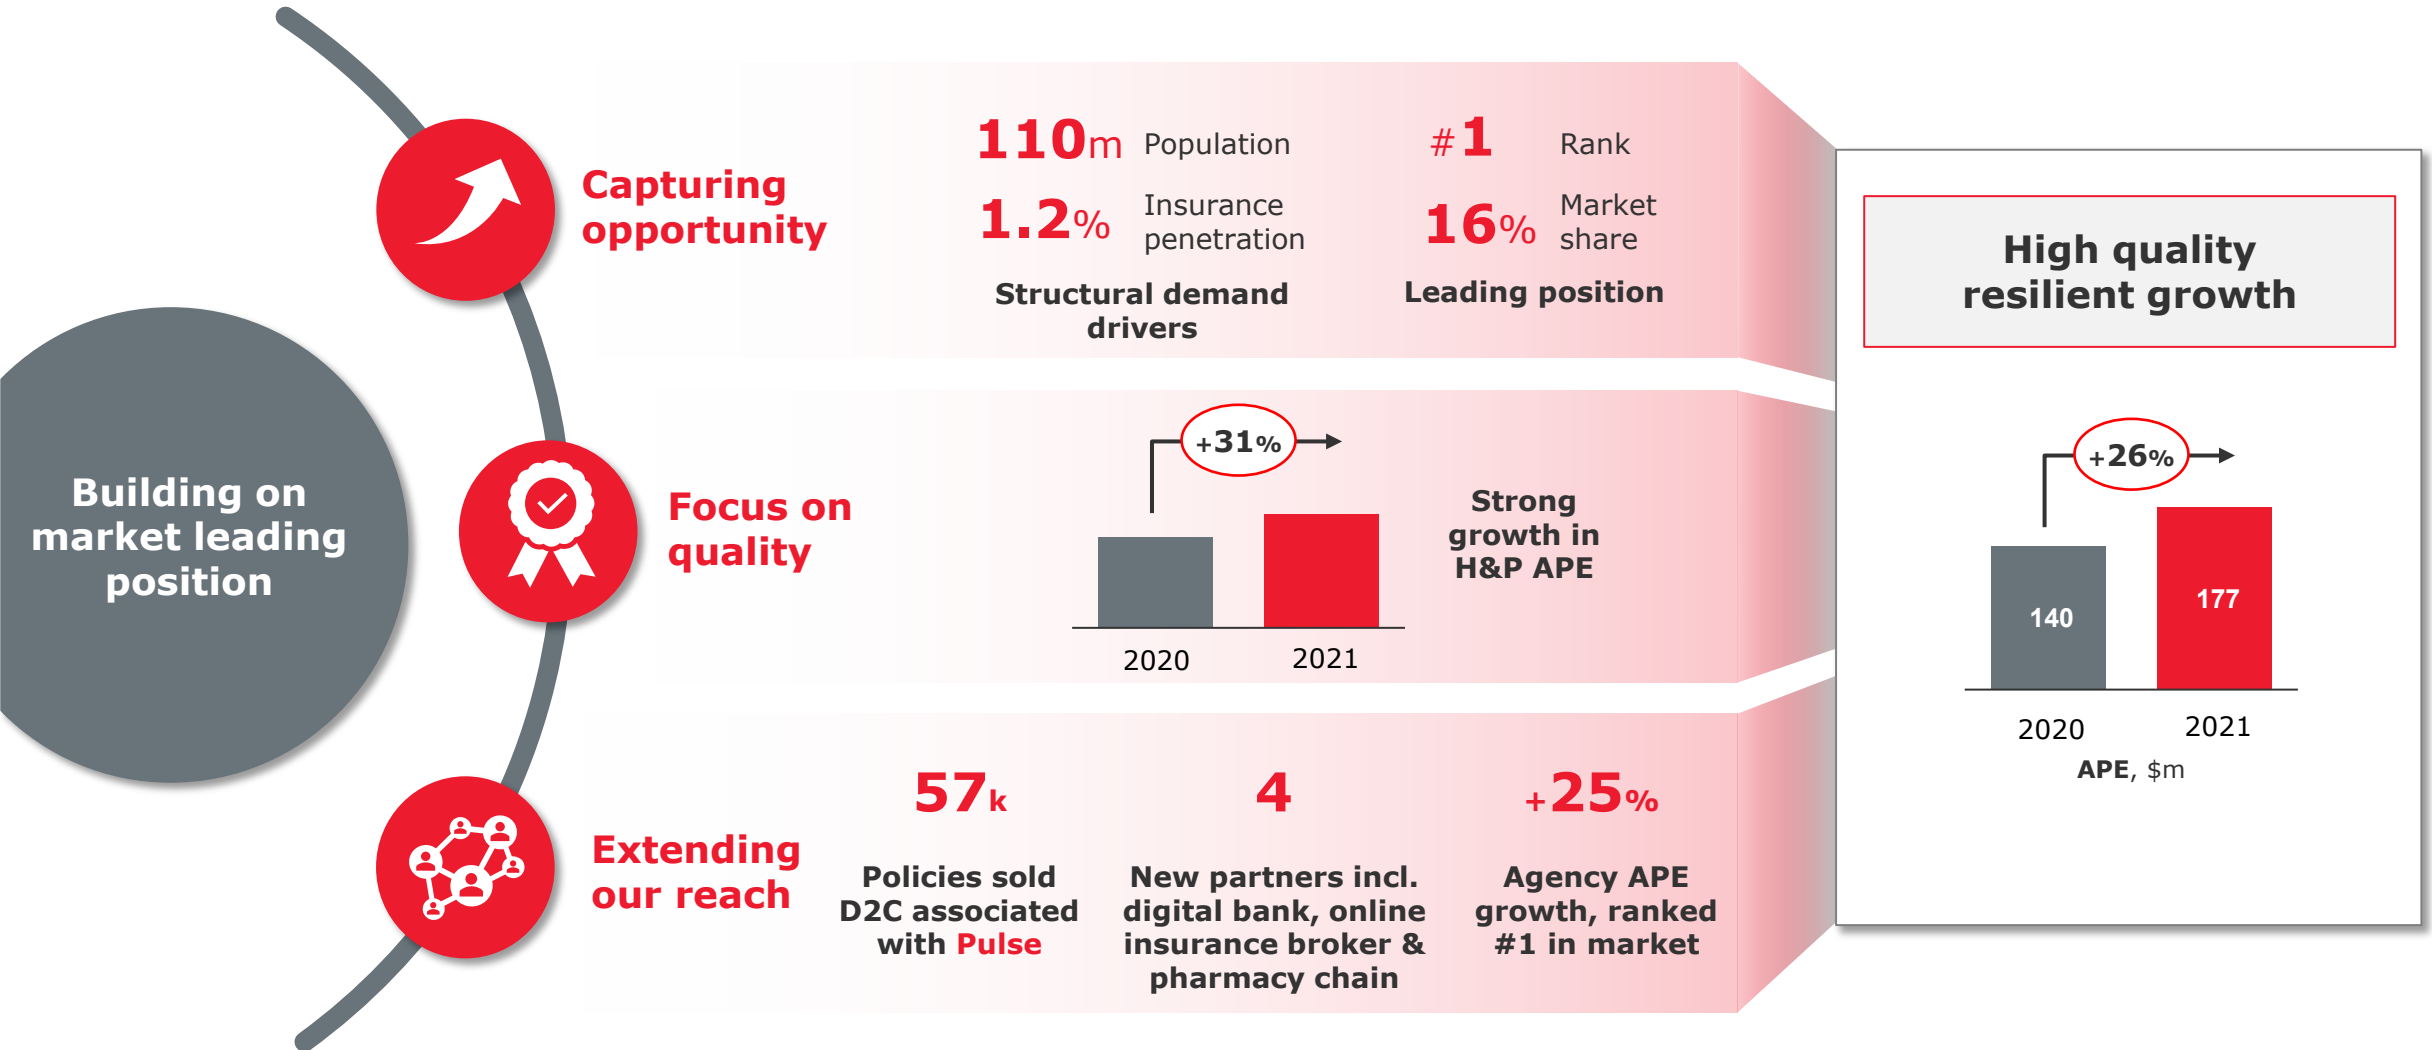 Building on
market leading
position
Capturing
opportunity
110m Population
1.2% Insurance
penetration
Structural demand
drivers
#1 Rank
16% Market
share
Leading position
Focus on
quality
+31%
2020
2021
Strong
growth in
H&P APE
Extending
our reach
57k
Policies sold
D2C associated
with Pulse
4
New partners incl.
digital bank, online
insurance broker &
pharmacy chain
+25%
Agency APE
growth, ranked
#1 in market
High quality
resilient growth
+26%
140
177
2020
2021
APE, $m